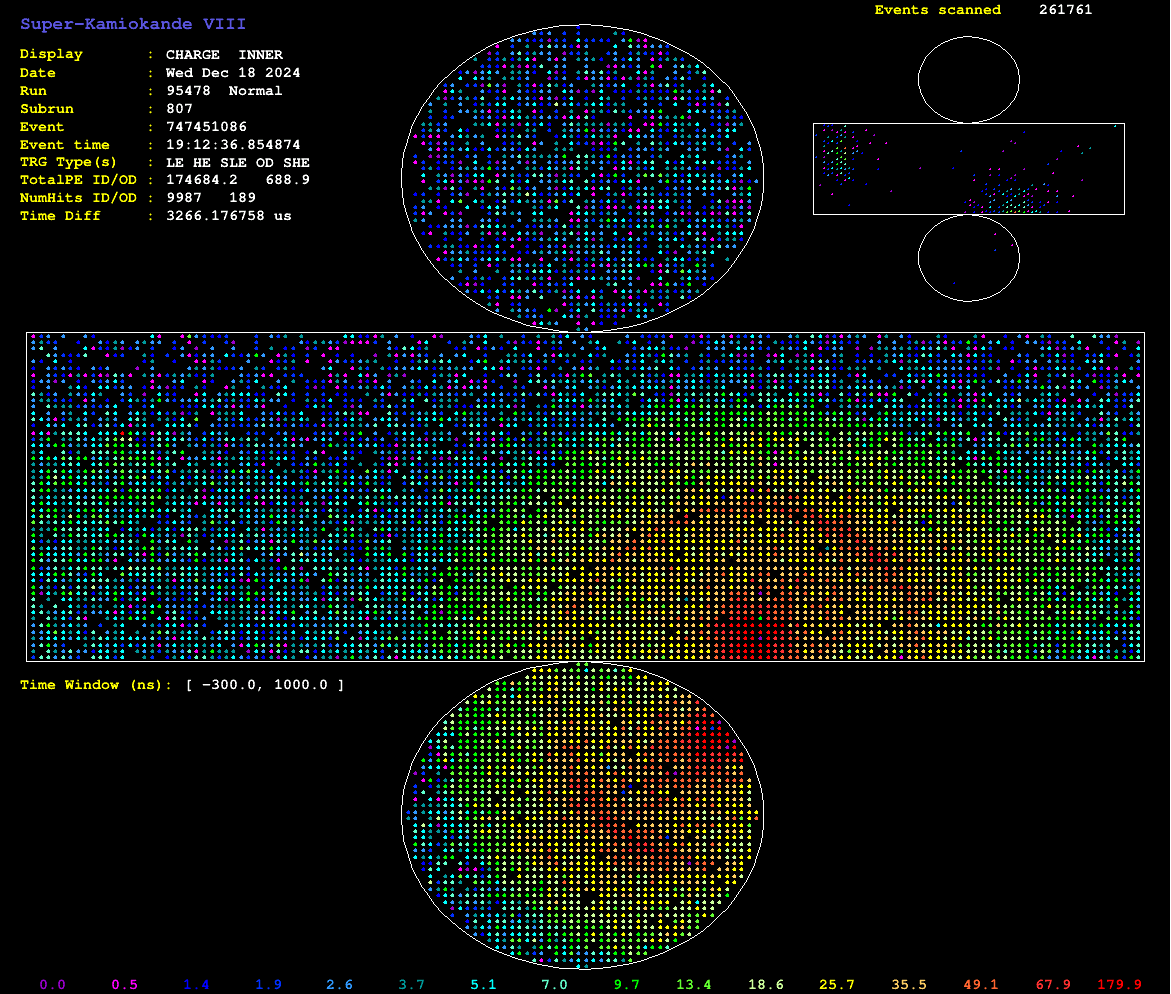 Super-Kamiokande VIII
Events scanned 261761
Display : CHARGE INNER
Date : Wed Dec 18 2024
Run : 95478 Normal
Subrun : 807
Event : 747451086
Event time : 19:12:36.854874
TRG Type(s) : LE HE SLE OD SHE
TotalPE ID/OD : 174684.2 688.9
NumHits ID/OD : 9987 189
Time Diff : 3266.176758 us
Time Window (ns): [ −300.0, 1000.0 ]
0.0 0.5 1.4 1.9 2.6 3.7 5.1 7.0 9.7 13.4 18.6 25.7 35.5 49.1 67.9 179.9